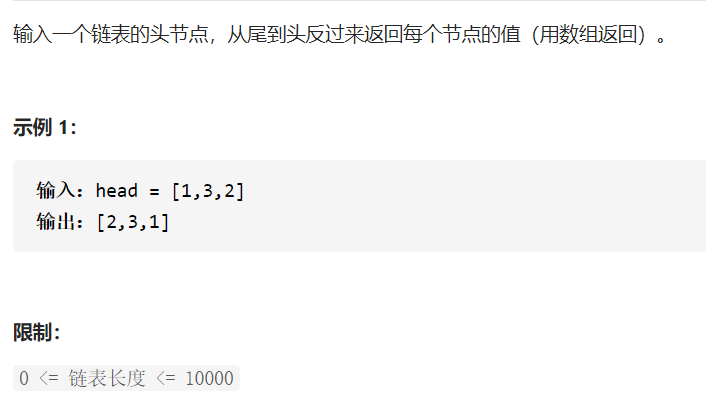 输入一个链表的头节点，从尾到头反过来返回每个节点的值（用数组返回）。
示例 1：
输入：head = [1,3,2]
输出：[2,3,1]
限制：
0 <= 链表长度 <= 10000